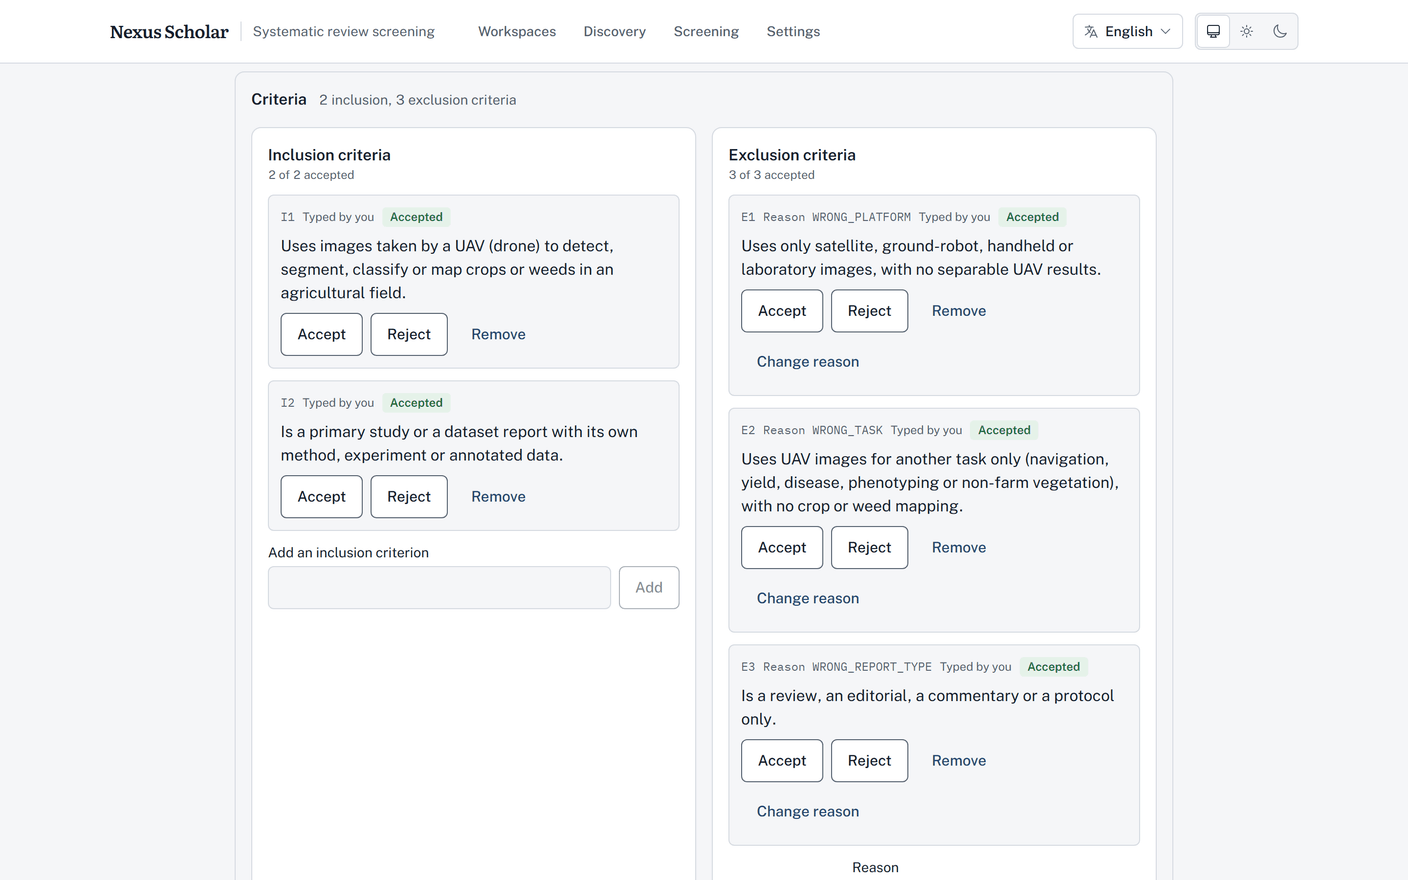 Nexus Scholar
Systematic review screening
Workspaces
Discovery
Screening
Settings
English
Criteria 2 inclusion, 3 exclusion criteria
Inclusion criteria
2 of 2 accepted
I1 Typed by you Accepted
Uses images taken by a UAV (drone) to detect,
segment, classify or map crops or weeds in an
agricultural field.
Accept Reject Remove
I2 Typed by you Accepted
Is a primary study or a dataset report with its own
method, experiment or annotated data.
Accept Reject Remove
Add an inclusion criterion
Add
Exclusion criteria
3 of 3 accepted
E1 Reason WRONG_PLATFORM Typed by you Accepted
Uses only satellite, ground-robot, handheld or
laboratory images, with no separable UAV results.
Accept Reject Remove
Change reason
E2 Reason WRONG_TASK Typed by you Accepted
Uses UAV images for another task only (navigation,
yield, disease, phenotyping or non-farm vegetation),
with no crop or weed mapping.
Accept Reject Remove
Change reason
E3 Reason WRONG_REPORT_TYPE Typed by you Accepted
Is a review, an editorial, a commentary or a protocol
only.
Accept Reject Remove
Change reason
Reason